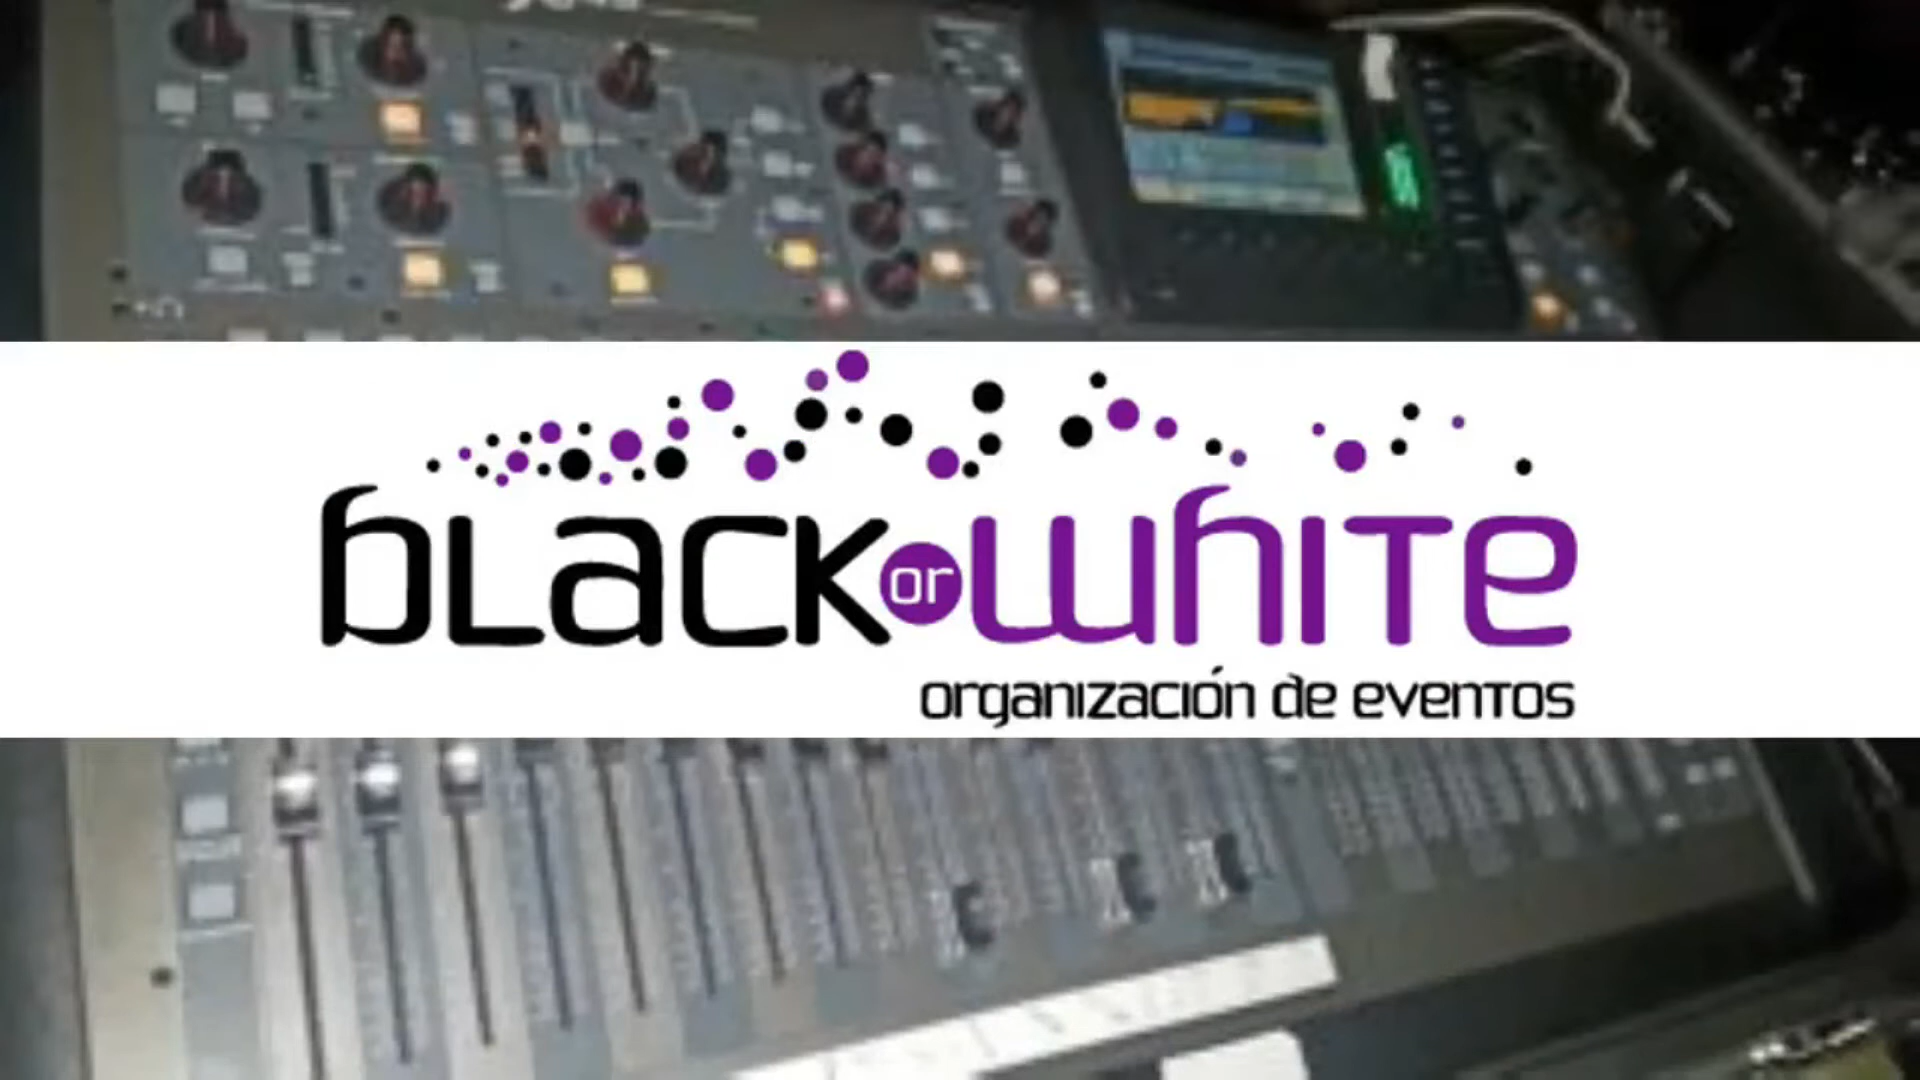 black or white
organización de eventos